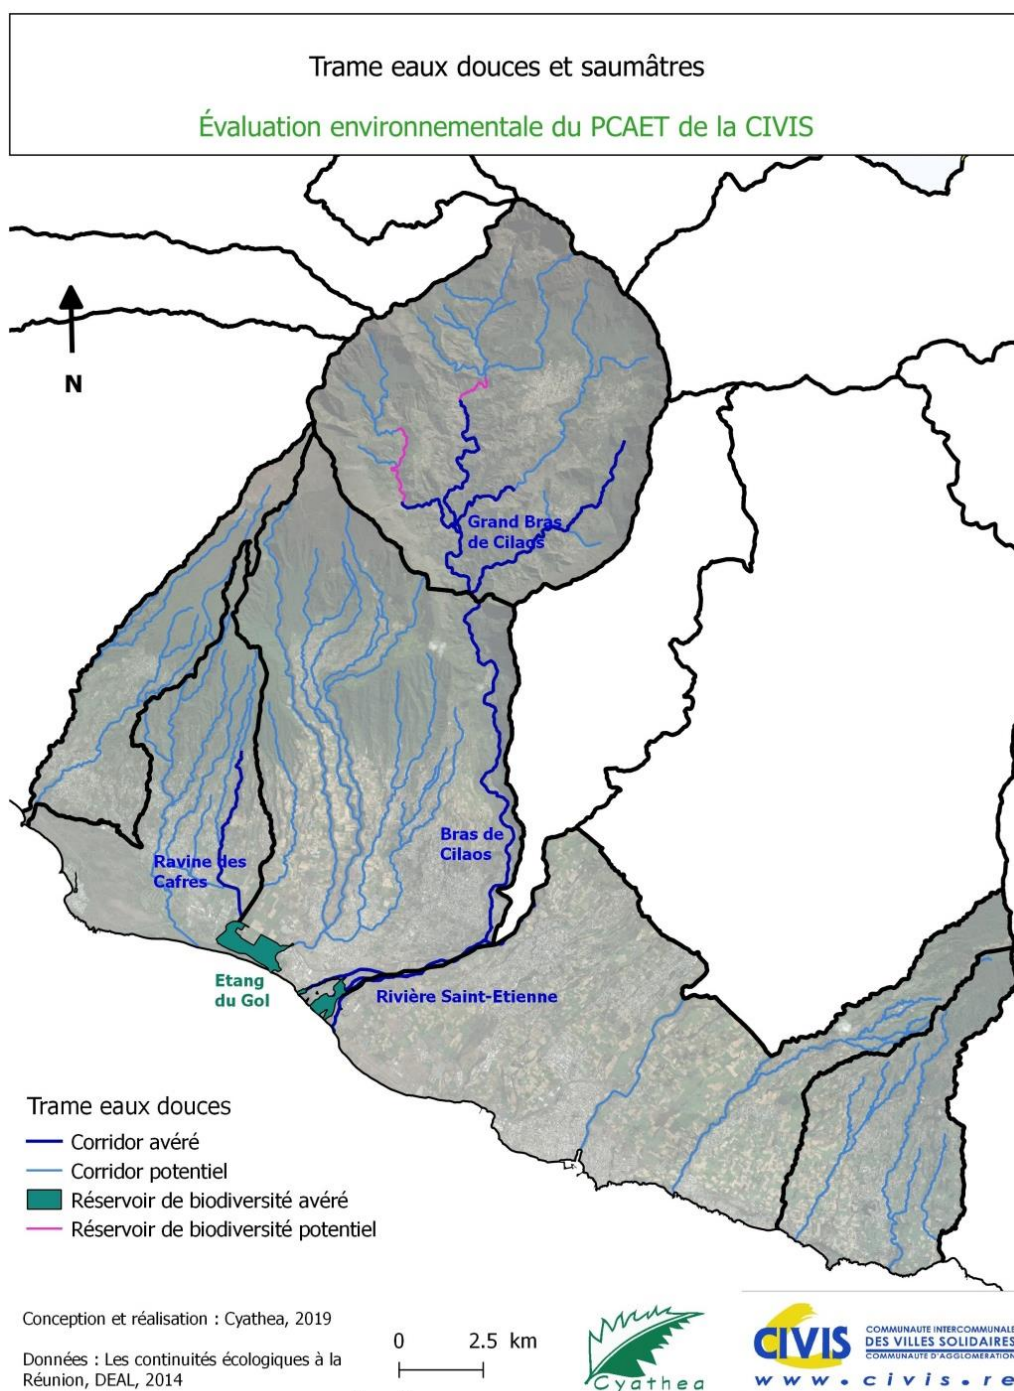 Trame eaux douces et saumâtres
Évaluation environnementale du PCAET de la CIVIS
N
Grand Bras
de Cilaos
Bras de
Cilaos
Ravine des
Cafres
Etang
du Gol
Rivière Saint-Etienne
Trame eaux douces
Corridor avéré
Corridor potentiel
Réservoir de biodiversité avéré
Réservoir de biodiversité potentiel
Conception et réalisation : Cyathea, 2019
Données : Les continuités écologiques à la
Réunion, DEAL, 2014
0 2.5 km
Cyathea
CIVIS
COMMUNAUTE INTERCOMMUNALE
DES VILLES SOLIDAIRES
COMMUNAUTE D'AGGLOMERATION
www.civis.re